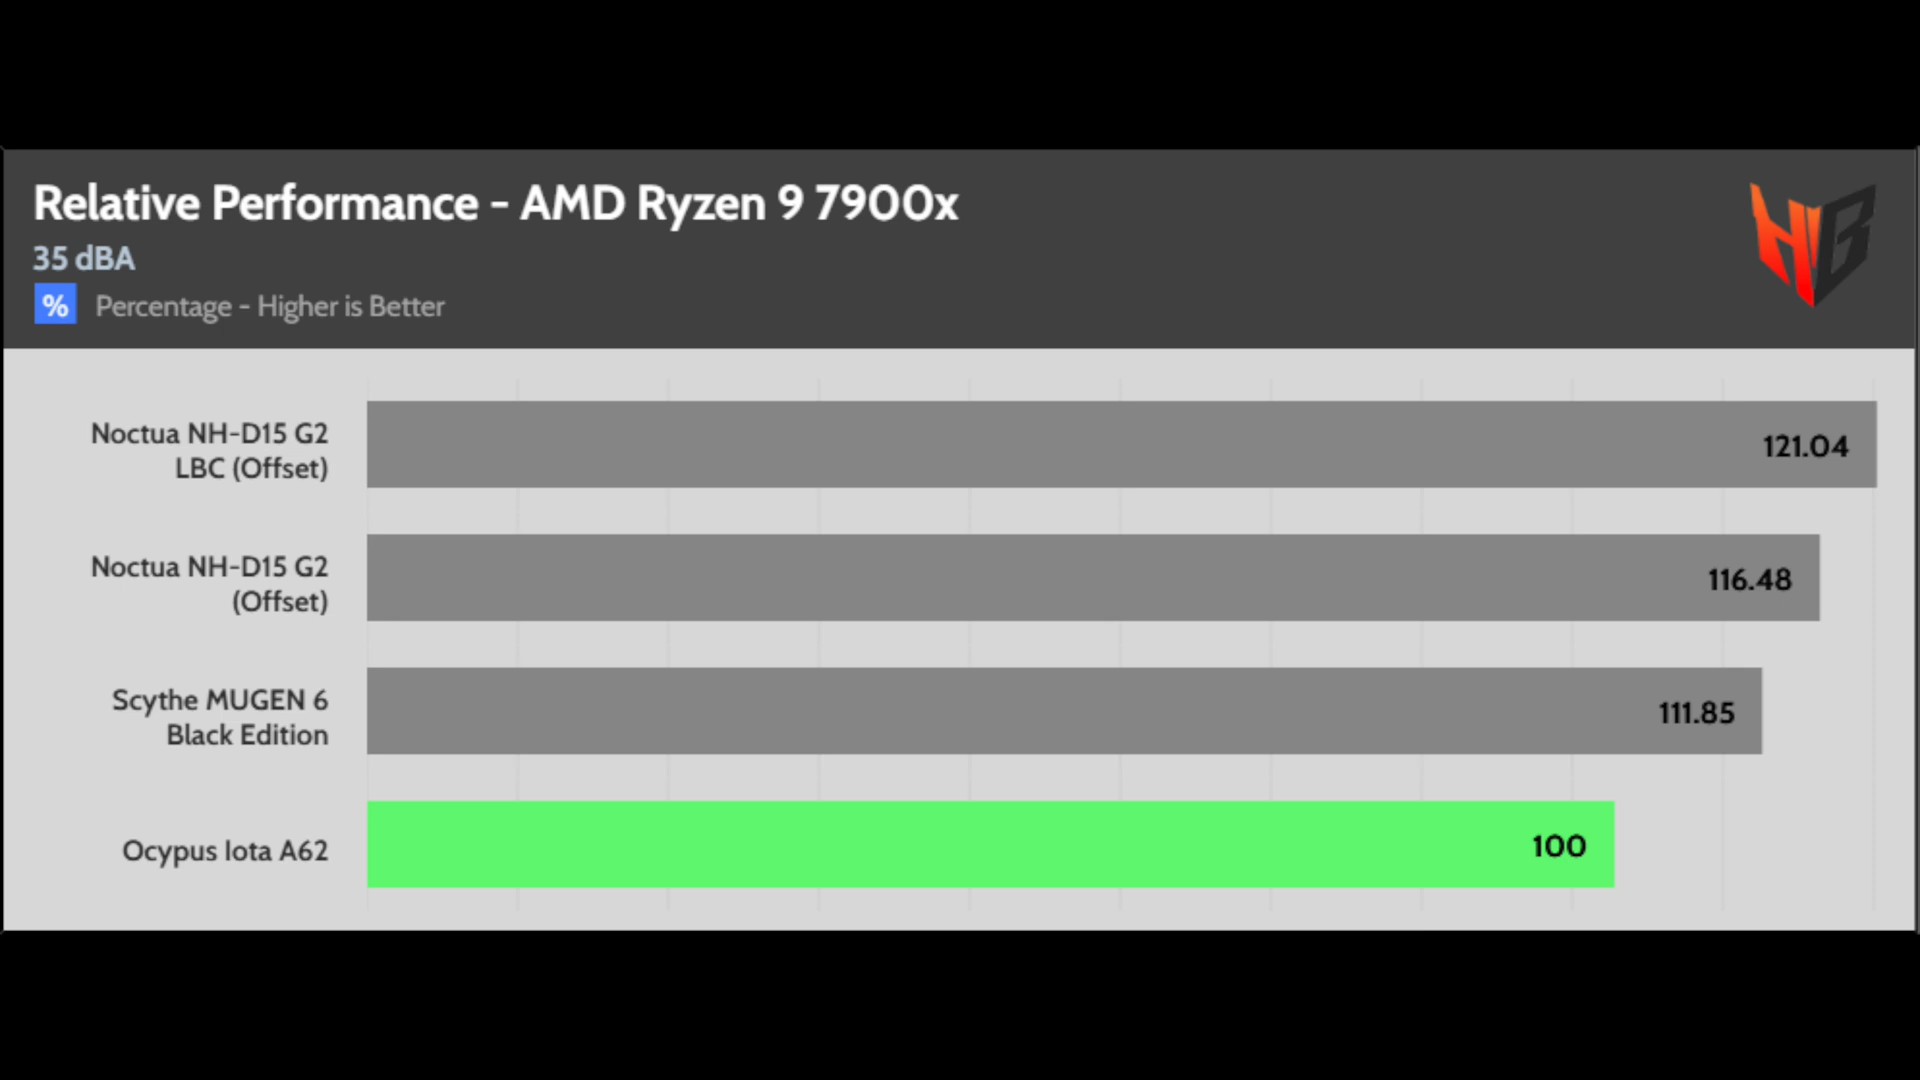 Relative Performance - AMD Ryzen 9 7900x
35 dBA
% Percentage - Higher is Better
HB
Noctua NH-D15 G2
LBC (Offset)
121.04
Noctua NH-D15 G2
(Offset)
116.48
Scythe MUGEN 6
Black Edition
111.85
Ocypus Iota A62
100